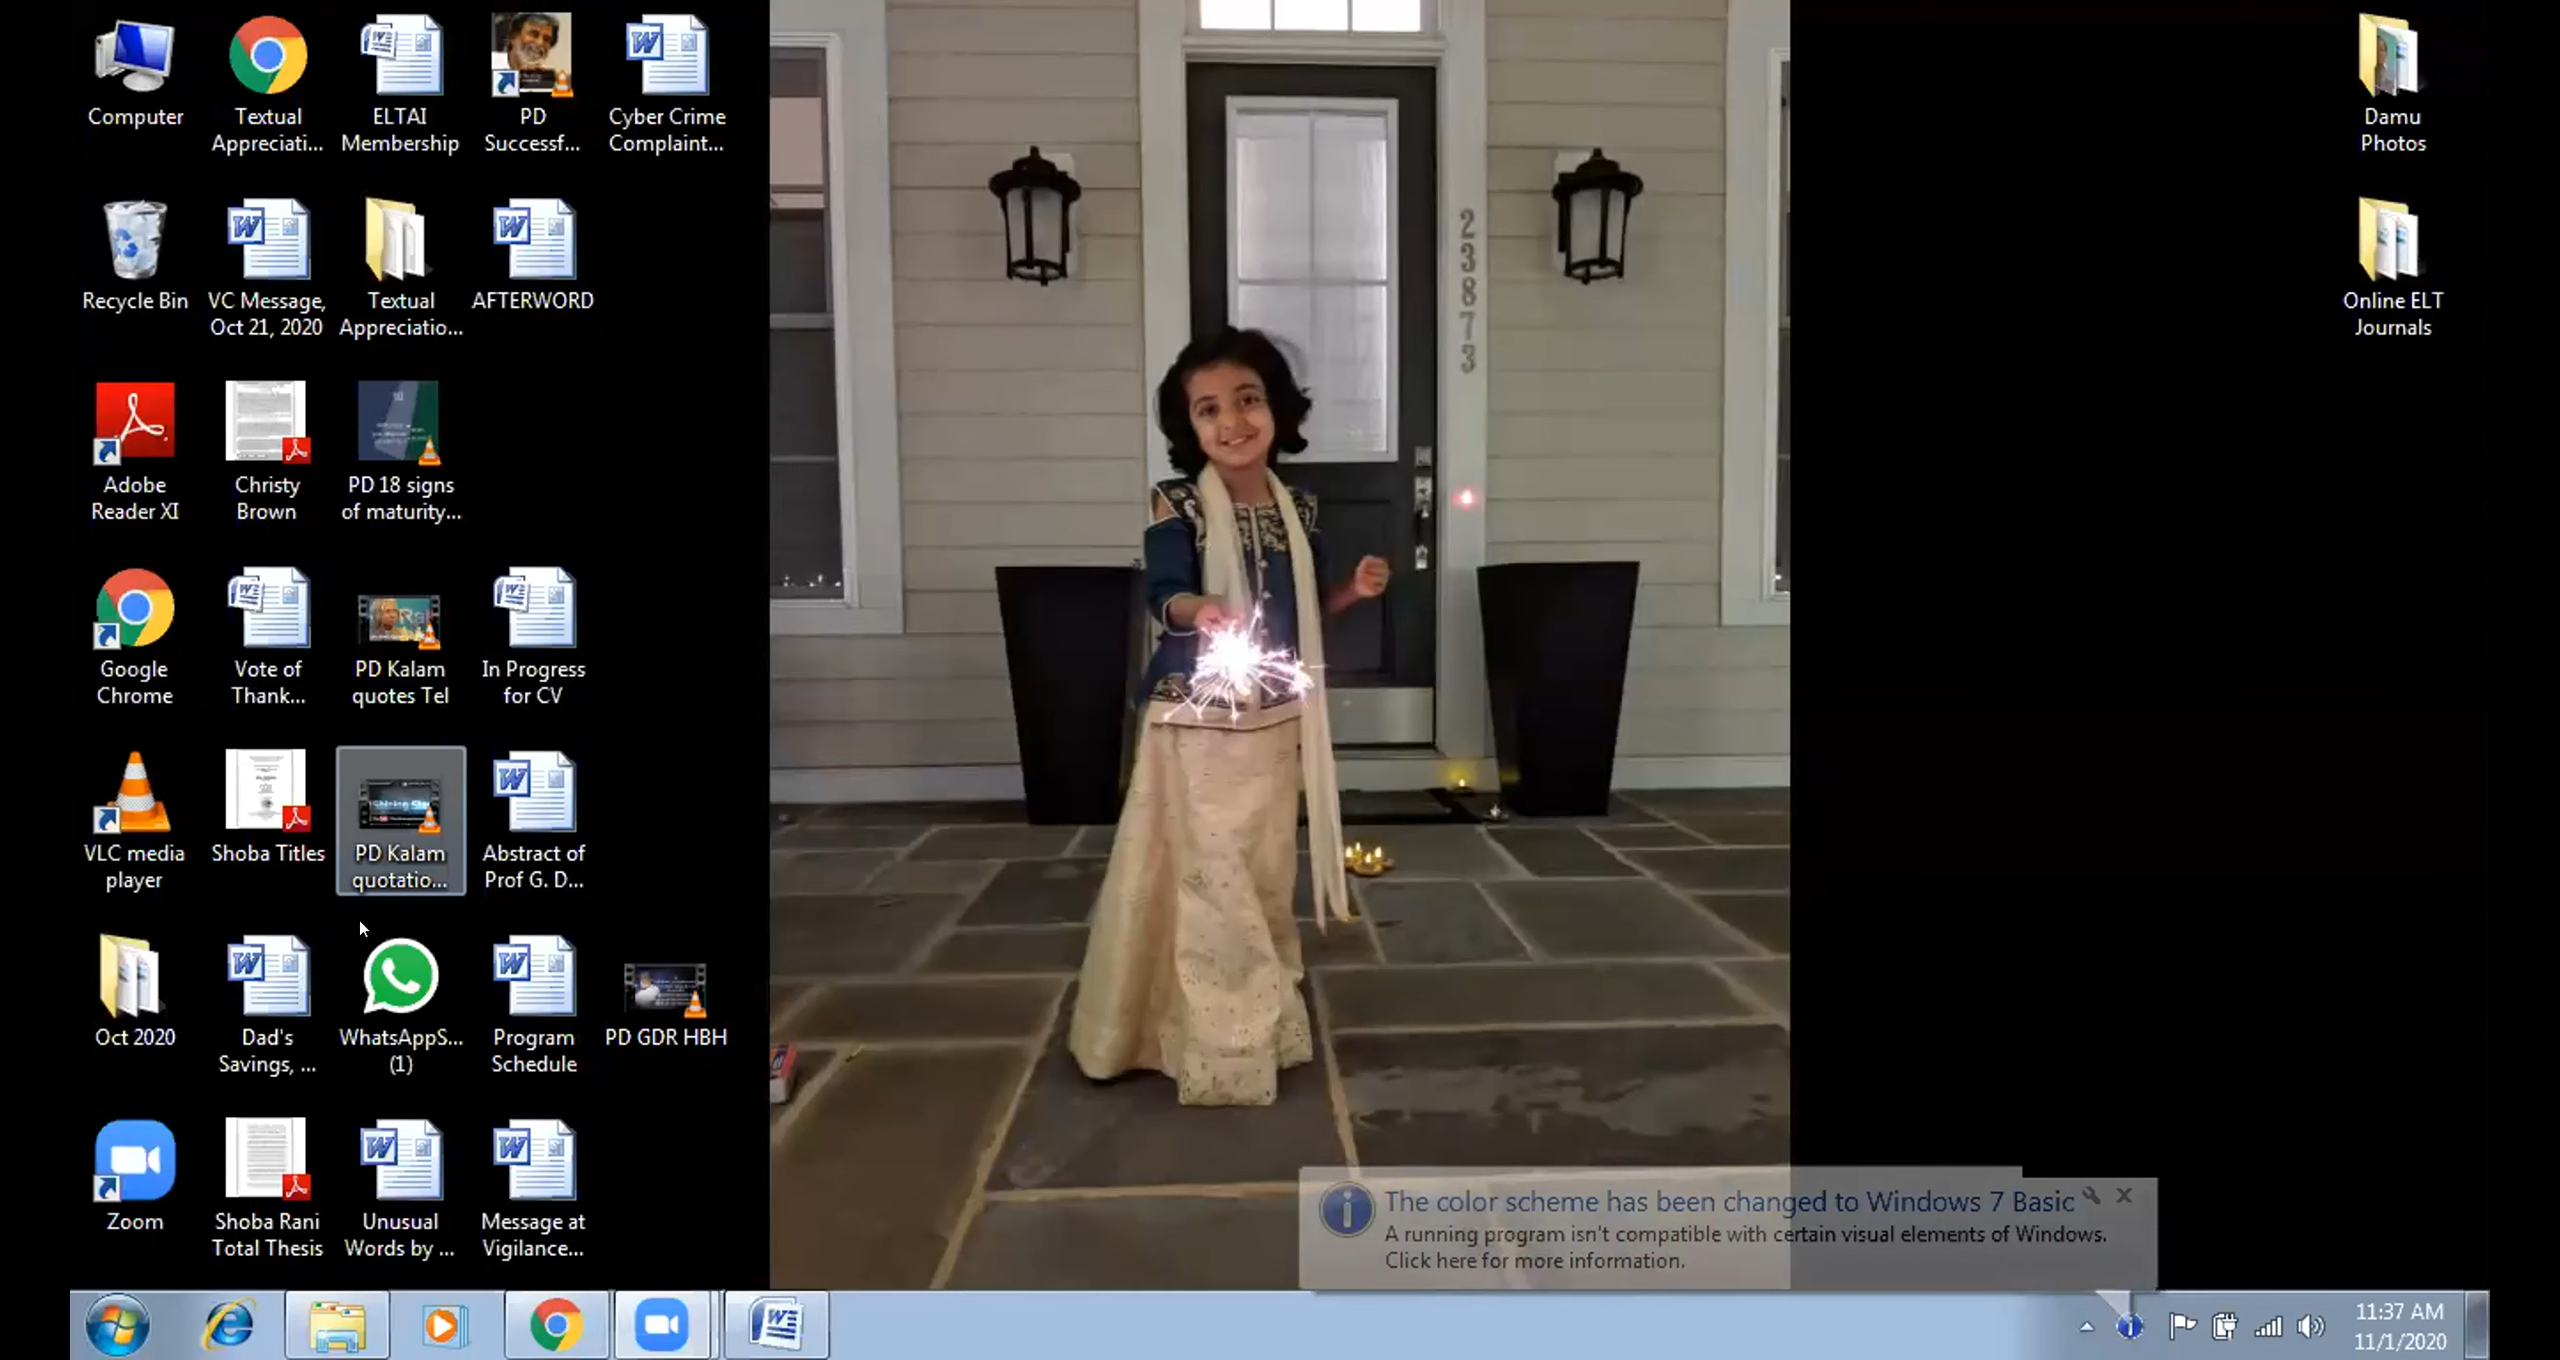 Computer
Textual
Appreciati...
ELTAI
Membership
PD
Successf...
Cyber Crime
Complaint...
Damu
Photos
Recycle Bin
VC Message,
Oct 21, 2020
Textual
Appreciatio...
AFTERWORD
Online ELT
Journals
23873
Adobe
Reader XI
Christy
Brown
PD 18 signs
of maturity...
Google
Chrome
Vote of
Thank...
PD Kalam
quotes Tel
In Progress
for CV
VLC media
player
Shoba Titles
PD Kalam
quotatio...
Abstract of
Prof G. D...
Oct 2020
Dad's
Savings, ...
WhatsAppS...
(1)
Program
Schedule
PD GDR HBH
Zoom
Shoba Rani
Total Thesis
Unusual
Words by ...
Message at
Vigilance...
The color scheme has been changed to Windows 7 Basic
A running program isn't compatible with certain visual elements of Windows.
Click here for more information.
11:37 AM
11/1/2020